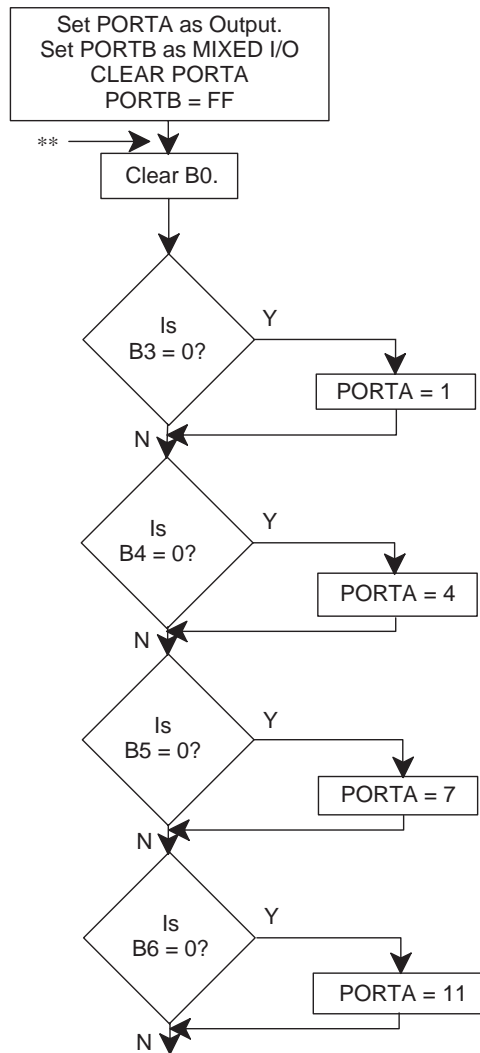 Set PORTA as Output.
Set PORTB as MIXED I/O
CLEAR PORTA
PORTB = FF
**
Clear B0.
Is
B3 = 0?
Y
PORTA = 1
N
Is
B4 = 0?
Y
PORTA = 4
N
Is
B5 = 0?
Y
PORTA = 7
N
Is
B6 = 0?
Y
PORTA = 11
N